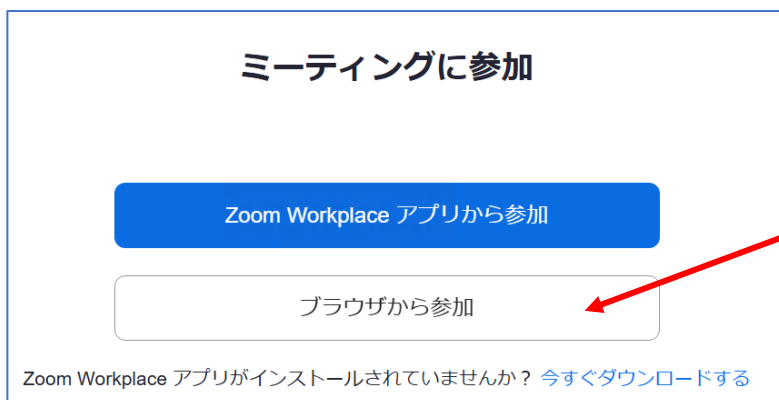 ミーティングに参加
Zoom Workplace アプリから参加
ブラウザから参加
Zoom Workplace アプリがインストールされていませんか？ 今すぐダウンロードする